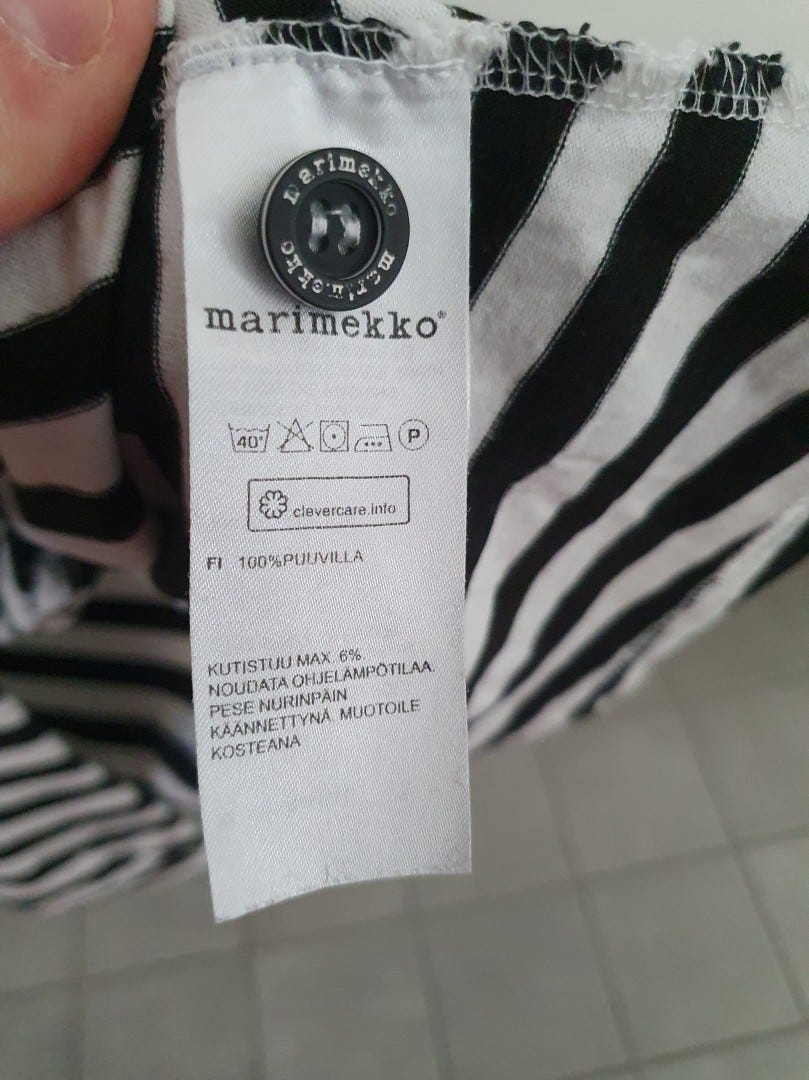 marimekko
marimekko
marimekko®
40°
P
clevercare.info
FI 100%PUUVILLA
KUTISTUU MAX. 6%.
NOUDATA OHJELÄMPÖTILAA.
PESE NURINPÄIN
KÄÄNNETTYNÄ. MUOTOILE
KOSTEANA